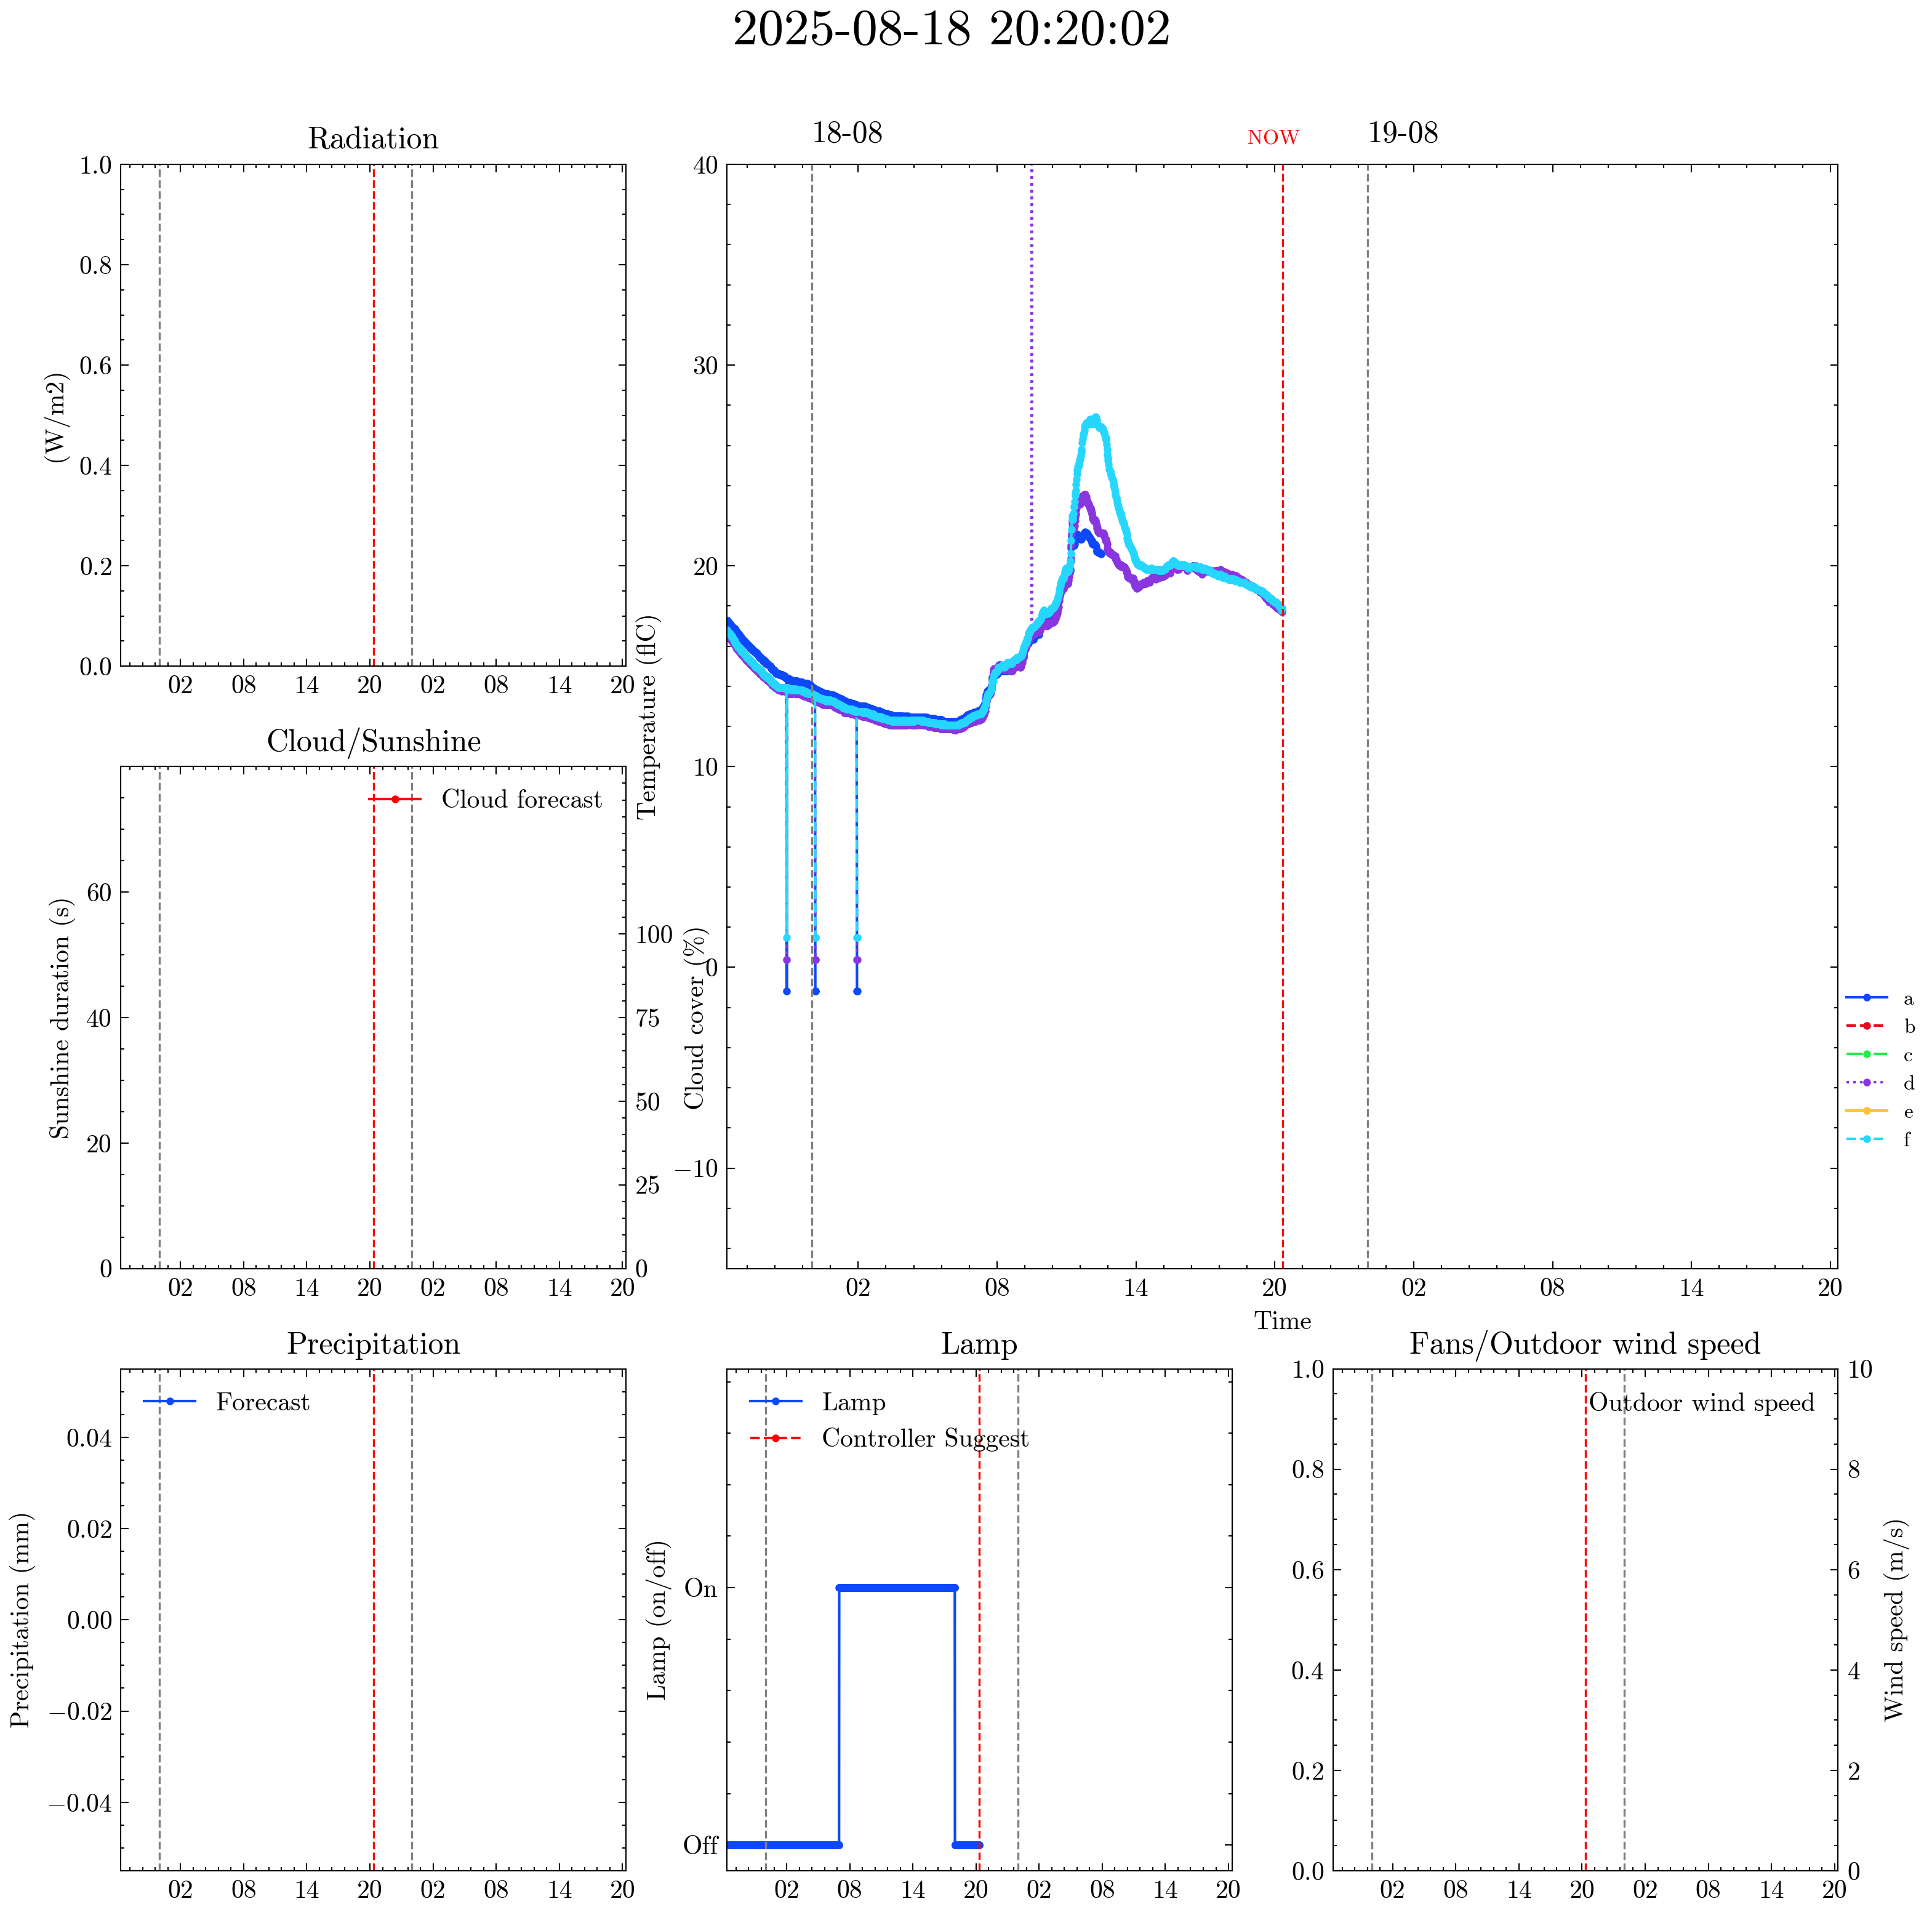 2025-08-18 20:20:02
Radiation
1.0
0.8
0.6
0.4
0.2
0.0
(W/m2)
02 08 14 20 02 08 14 20
18-08 NOW 19-08
40
30
20
10
0
−10
Temperature (flC)
02 08 14 20 02 08 14 20
Time
a
b
c
d
e
f
Cloud/Sunshine
Cloud forecast
60
40
20
0
Sunshine duration (s)
100
75
50
25
0
Cloud cover (%)
02 08 14 20 02 08 14 20
Precipitation
Forecast
0.04
0.02
0.00
−0.02
−0.04
Precipitation (mm)
02 08 14 20 02 08 14 20
Lamp
Lamp
Controller Suggest
On
Off
Lamp (on/off)
02 08 14 20 02 08 14 20
Fans/Outdoor wind speed
Outdoor wind speed
1.0
0.8
0.6
0.4
0.2
0.0
10
8
6
4
2
0
Wind speed (m/s)
02 08 14 20 02 08 14 20